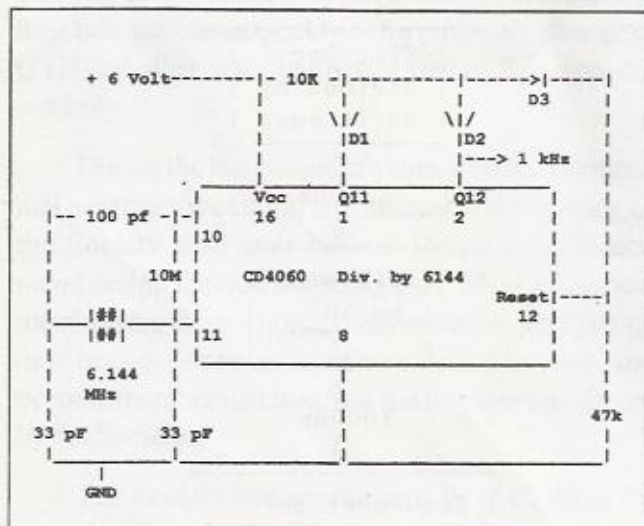 + 6 Volt 10K
D3
D1 D2
1 kHz
Vcc Q11 Q12
16 1 2
100 pf
10
10M CD4060 Div. by 6144
Reset
12
|##|
|##| 11 8
6.144
MHz
47k
33 pF 33 pF
GND